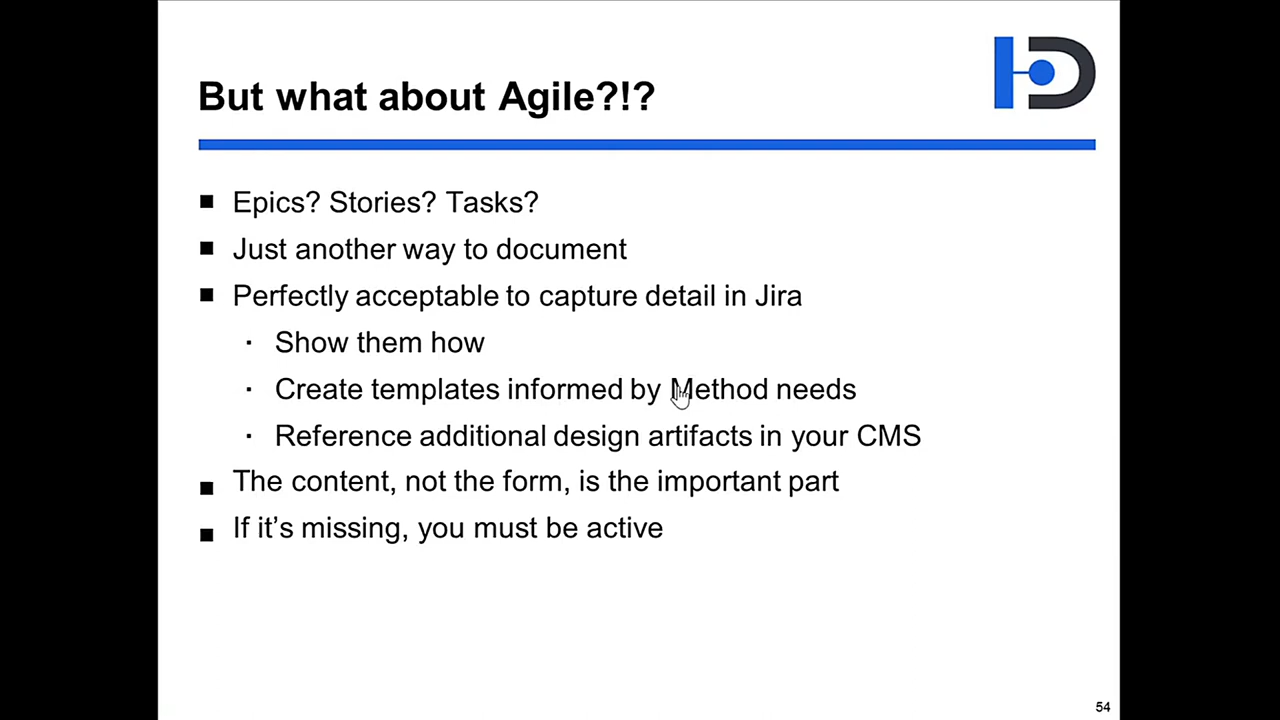 But what about Agile?!?
Epics? Stories? Tasks?
Just another way to document
Perfectly acceptable to capture detail in Jira
Show them how
Create templates informed by Method needs
Reference additional design artifacts in your CMS
The content, not the form, is the important part
If it’s missing, you must be active
54